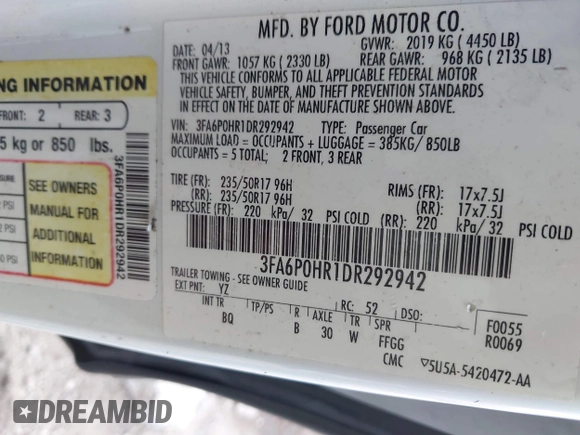 MFD. BY FORD MOTOR CO.
DATE: 04/13
GVWR: 2019 KG ( 4450 LB)
FRONT GAWR: 1057 KG ( 2330 LB)
REAR GAWR: 968 KG ( 2135 LB)
THIS VEHICLE CONFORMS TO ALL APPLICABLE FEDERAL MOTOR
VEHICLE SAFETY, BUMPER, AND THEFT PREVENTION STANDARDS
IN EFFECT ON THE DATE OF MANUFACTURE SHOWN ABOVE.
VIN: 3FA6P0HR1DR292942
TYPE: Passenger Car
MAXIMUM LOAD = OCCUPANTS + LUGGAGE = 385KG/ 850LB
OCCUPANTS = 5 TOTAL; 2 FRONT, 3 REAR
TIRE (FR): 235/50R17 96H
RIMS (FR): 17x7.5J
(RR): 235/50R17 96H
(RR): 17x7.5J
PRESSURE (FR): 220 kPa/ 32 PSI COLD
(RR): 220 kPa/ 32 PSI COLD
3FA6P0HR1DR292942
TRAILER TOWING - SEE OWNER GUIDE
EXT PNT: YZ
RC: 52
DSO:
INT TR
TP/PS
R
AXLE
TR
SPR
F0055
BQ
B
30
W
FFGG
R0069
CMC
▽5U5A-5420472-AA
NG INFORMATION
FRONT: 2
REAR: 3
5 kg or 850 lbs.
SEE OWNERS
MANUAL FOR
ADDITIONAL
INFORMATION
PSI
PSI
PSI
3FA6P0HR1DR292942
DREAMBID